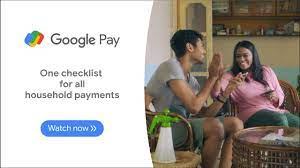 Google Pay
One checklist
for all
household payments
Watch now »